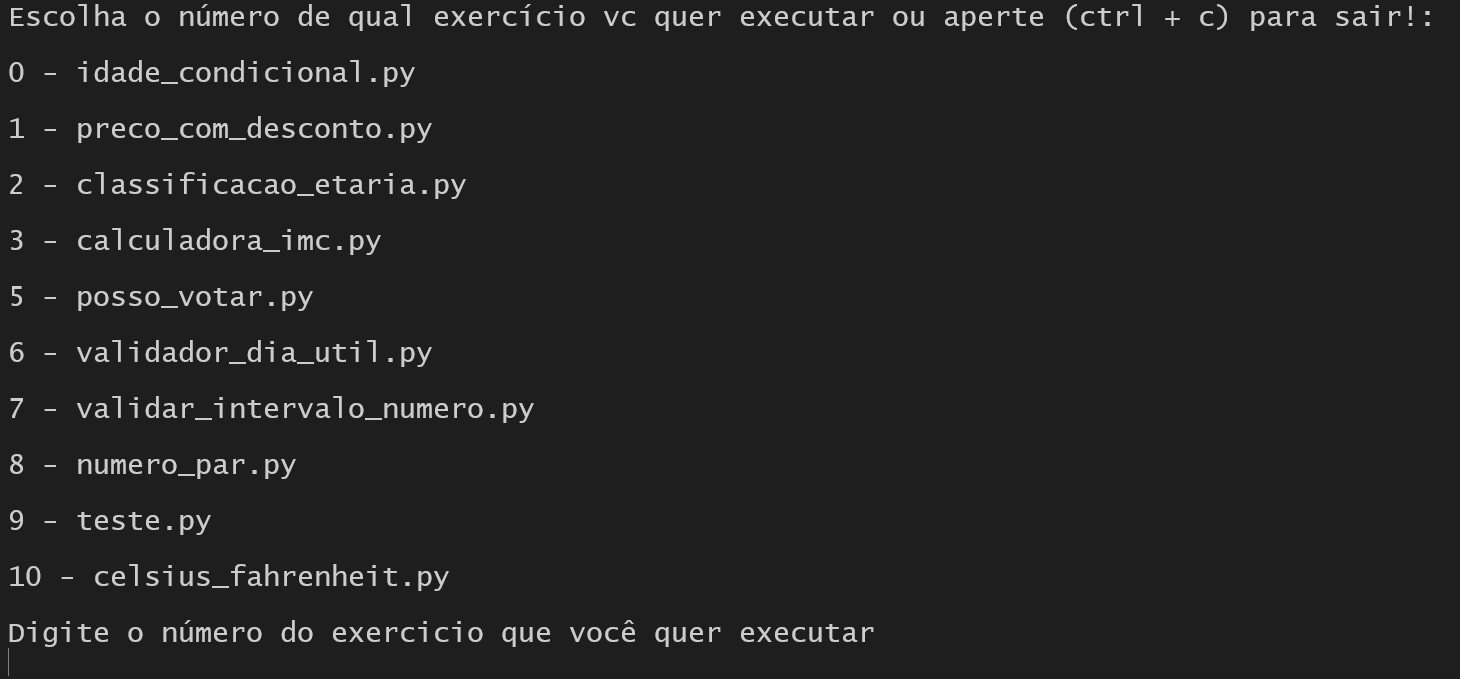 Escolha o número de qual exercício vc quer executar ou aperte (ctrl + c) para sair!:
0 - idade_condicional.py
1 - preco_com_desconto.py
2 - classificacao_etaria.py
3 - calculadora_imc.py
5 - posso_votar.py
6 - validador_dia_util.py
7 - validar_intervalo_numero.py
8 - numero_par.py
9 - teste.py
10 - celsius_fahrenheit.py
Digite o número do exercicio que você quer executar